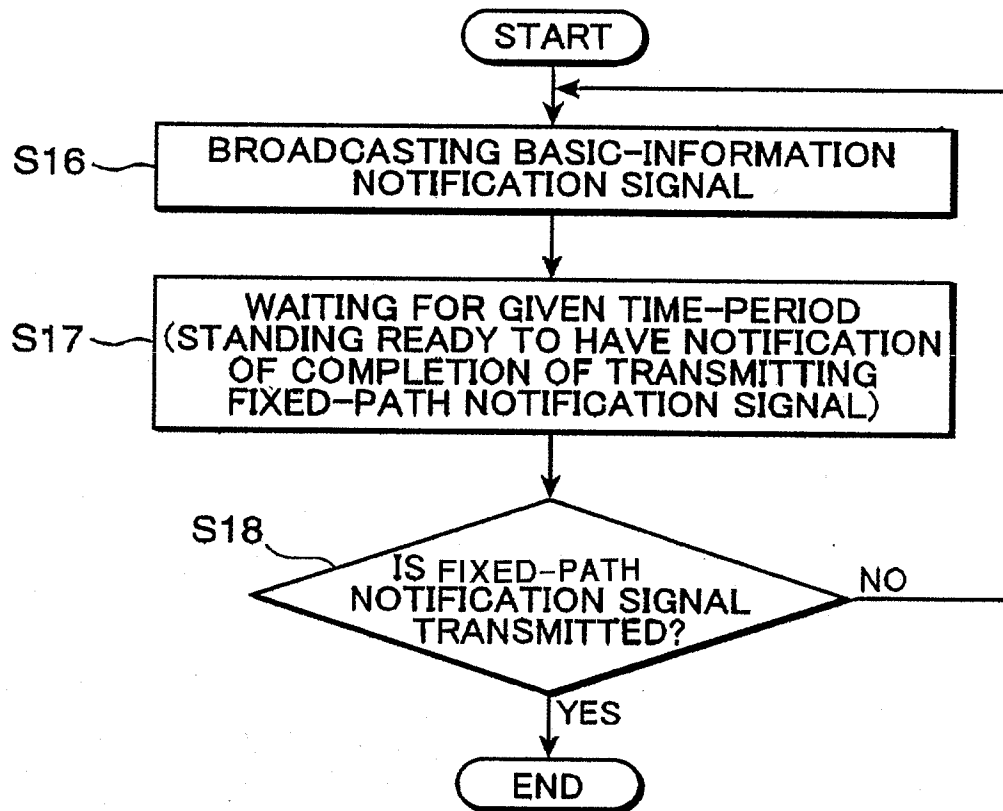 START
S16
BROADCASTING BASIC-INFORMATION
NOTIFICATION SIGNAL
S17
WAITING FOR GIVEN TIME-PERIOD
(STANDING READY TO HAVE NOTIFICATION
OF COMPLETION OF TRANSMITTING
FIXED-PATH NOTIFICATION SIGNAL)
S18
IS FIXED-PATH
NOTIFICATION SIGNAL
TRANSMITTED?
NO
YES
END